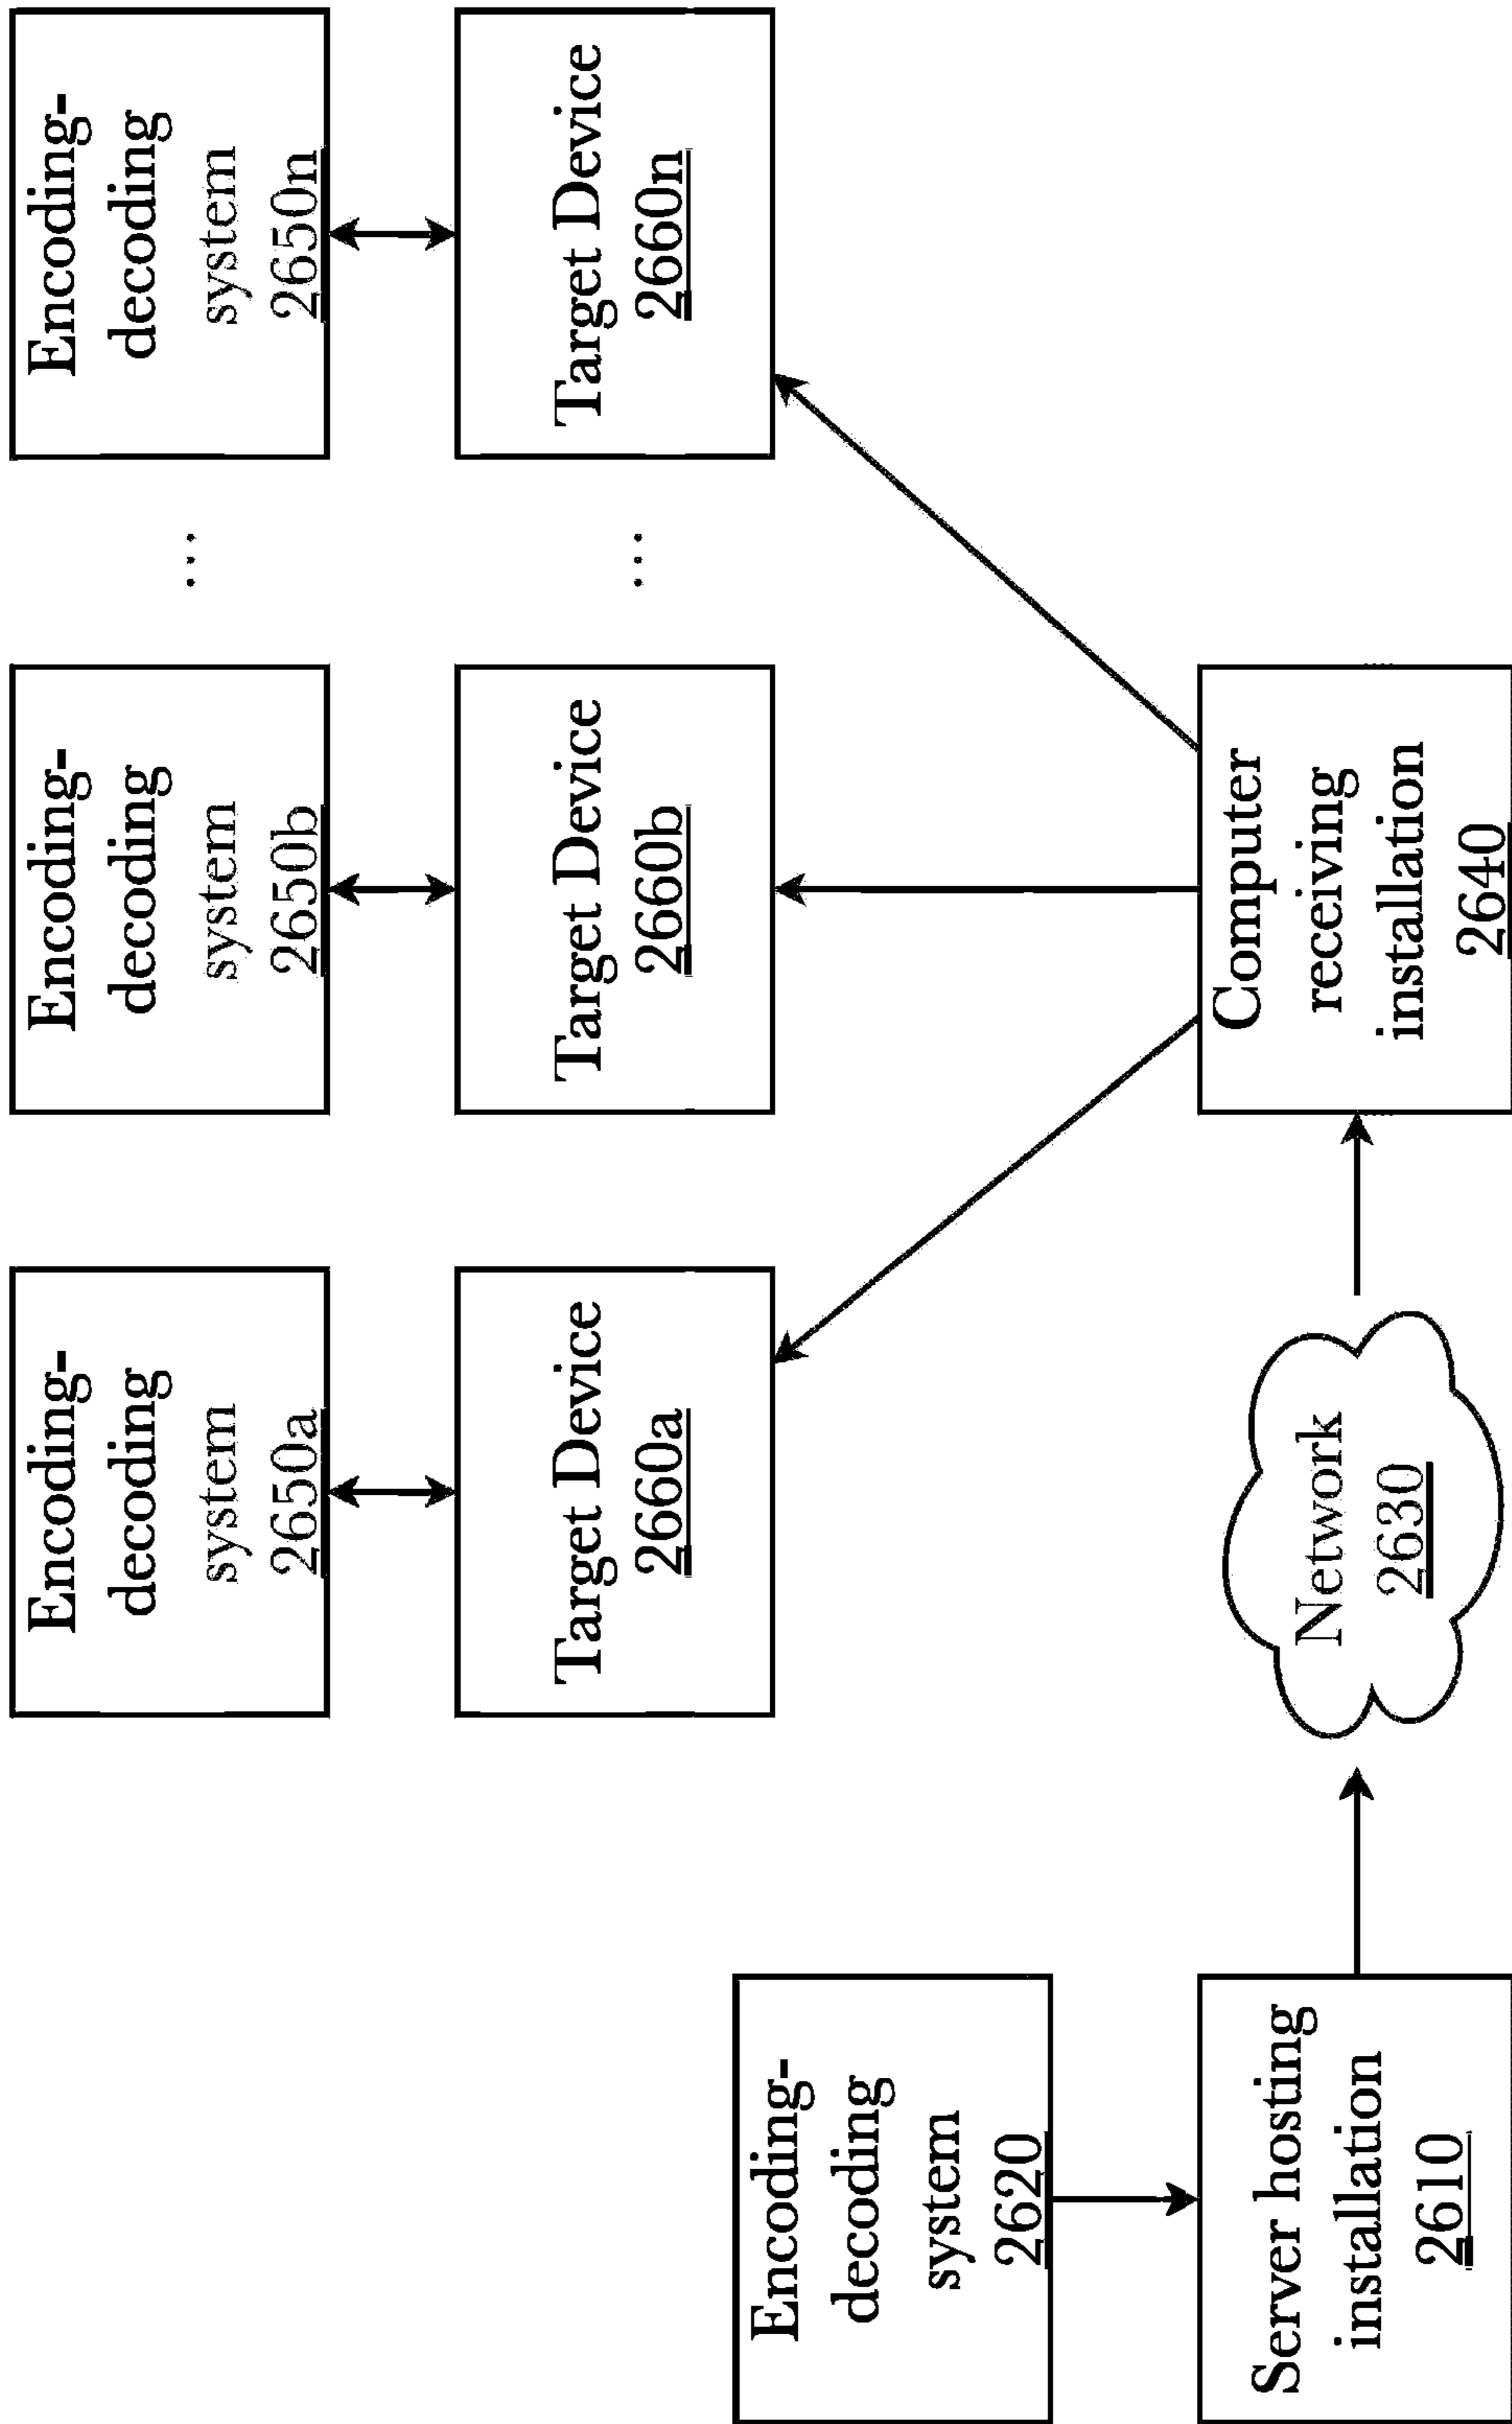 Encoding-
decoding
system
2650a
Encoding-
decoding
system
2650b
...
Encoding-
decoding
system
2650n
Target Device
2660a
Target Device
2660b
...
Target Device
2660n
Encoding-
decoding
system
2620
Server hosting
installation
2610
Network
2630
Computer
receiving
installation
2640